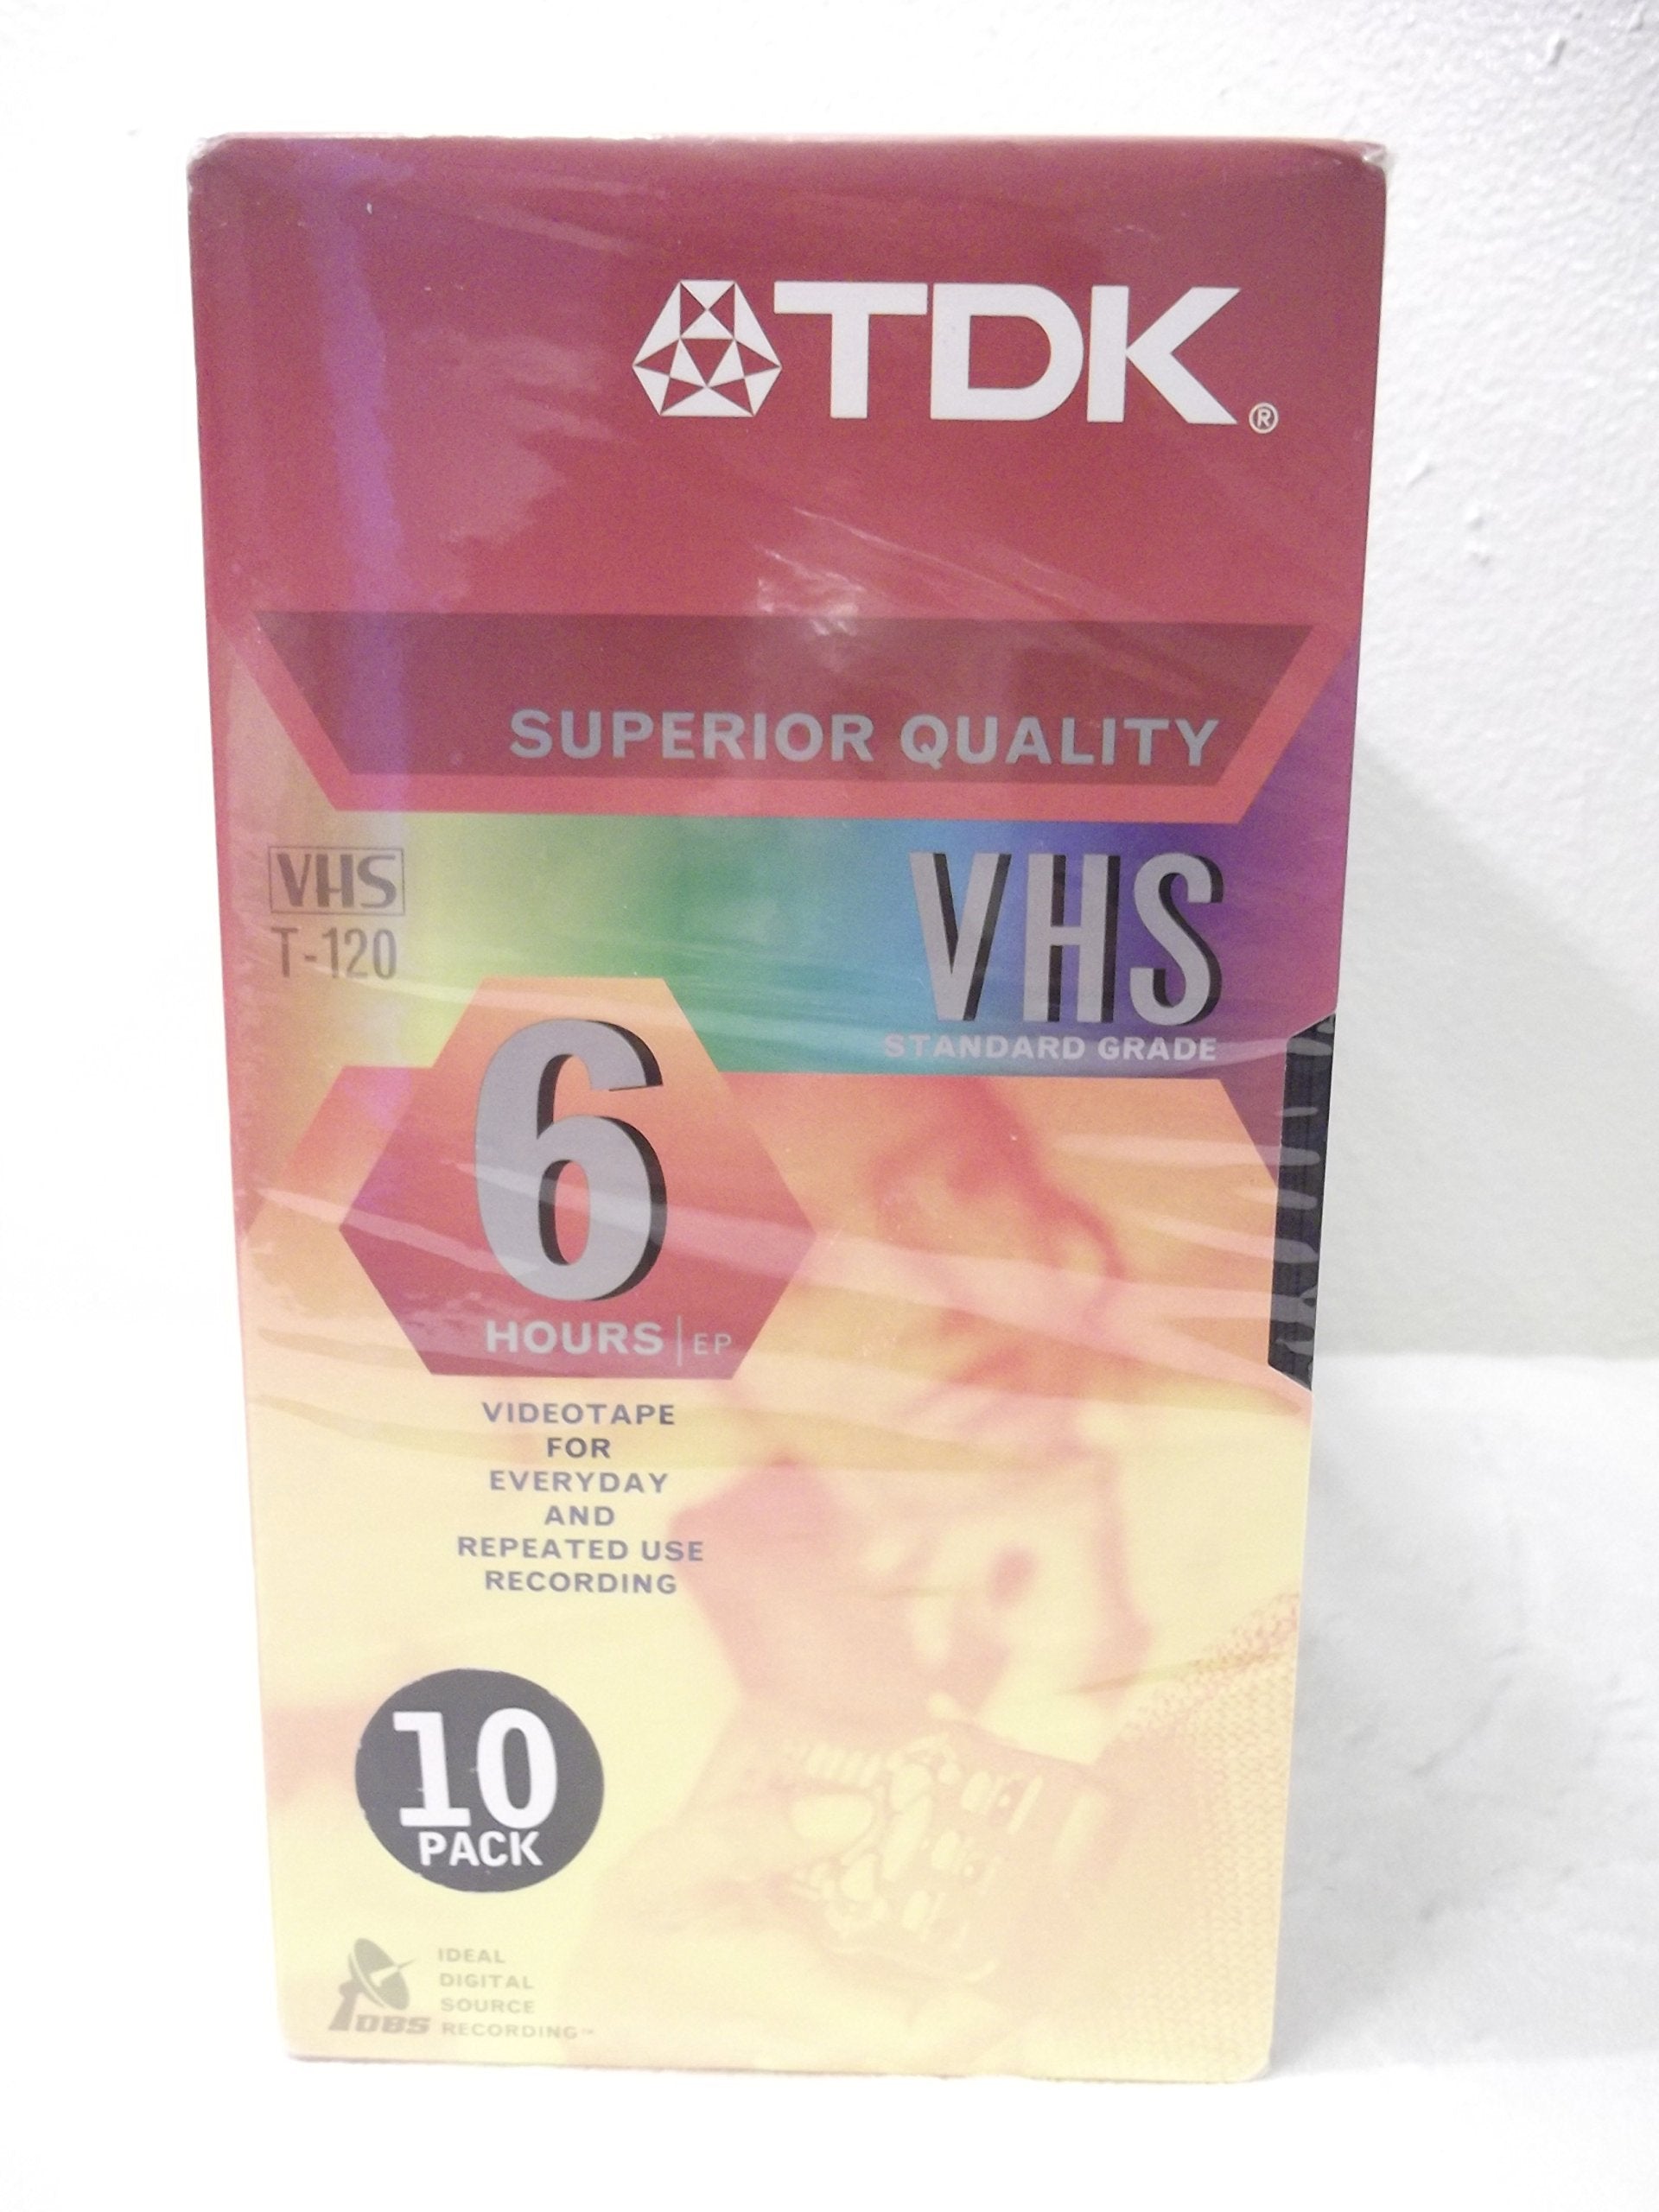 TDK®
SUPERIOR QUALITY
VHS
T-120
VHS
STANDARD GRADE
6
HOURS | EP
VIDEOTAPE
FOR
EVERYDAY
AND
REPEATED USE
RECORDING
10
PACK
DBS
IDEAL
DIGITAL
SOURCE
RECORDING™